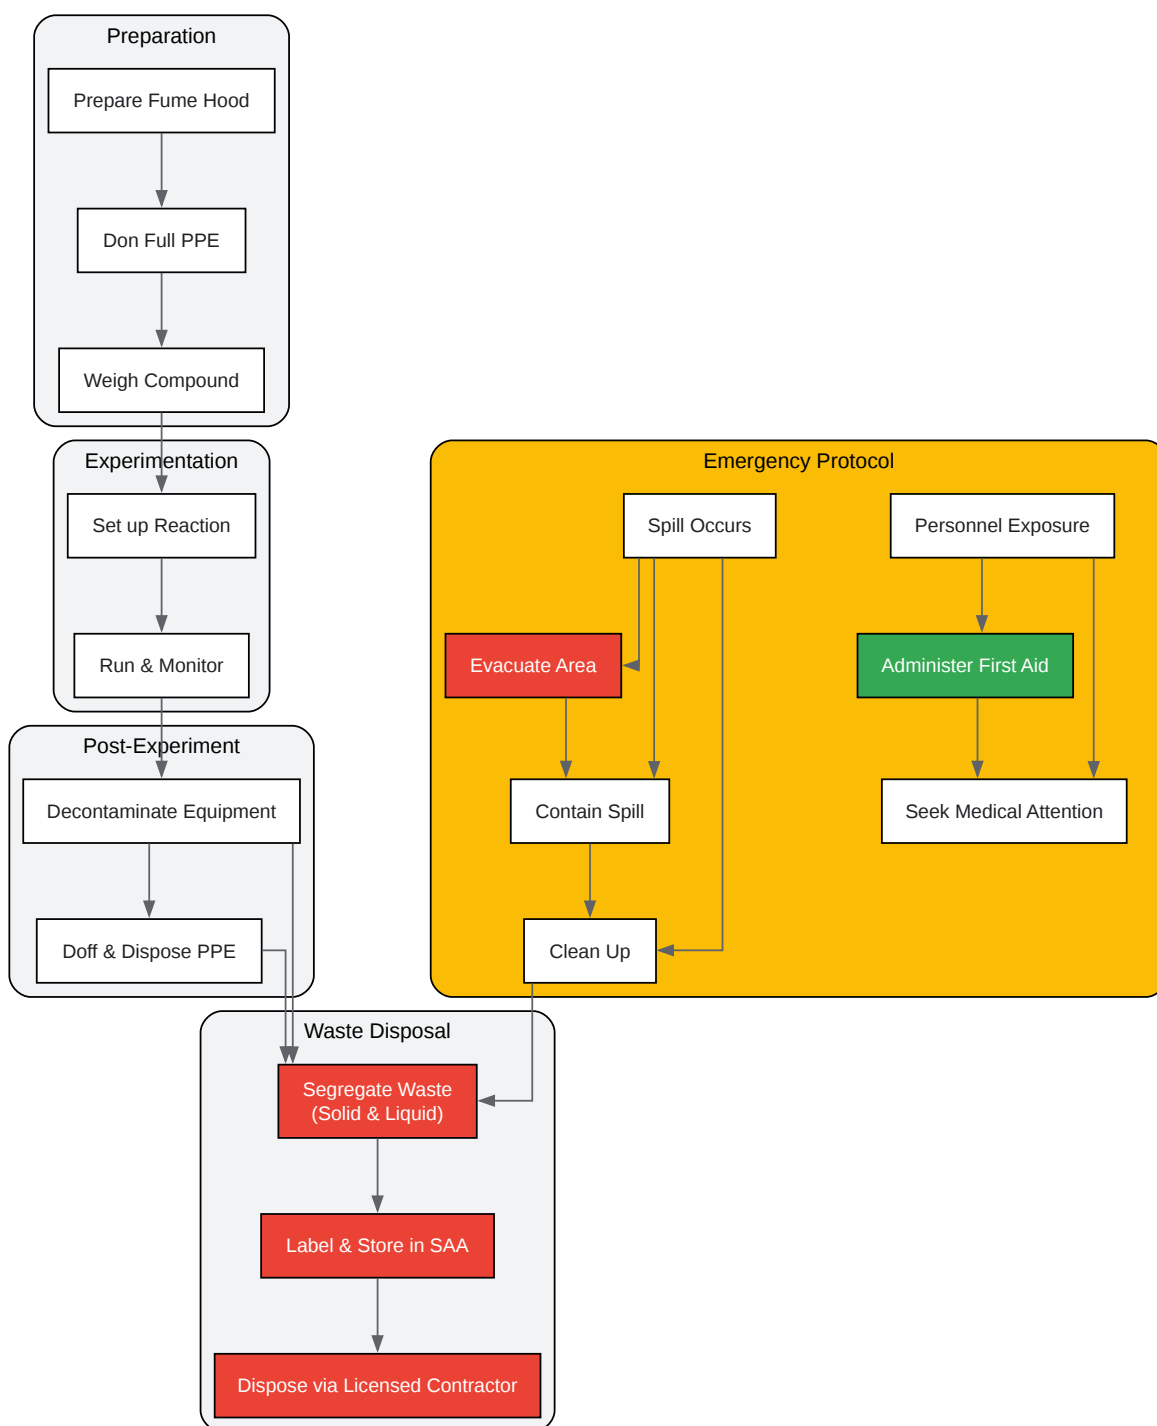 Preparation
Prepare Fume Hood
Don Full PPE
Weigh Compound
Experimentation
Set up Reaction
Run & Monitor
Post-Experiment
Decontaminate Equipment
Doff & Dispose PPE
Emergency Protocol
Spill Occurs
Personnel Exposure
Evacuate Area
Administer First Aid
Contain Spill
Seek Medical Attention
Clean Up
Waste Disposal
Segregate Waste
(Solid & Liquid)
Label & Store in SAA
Dispose via Licensed Contractor